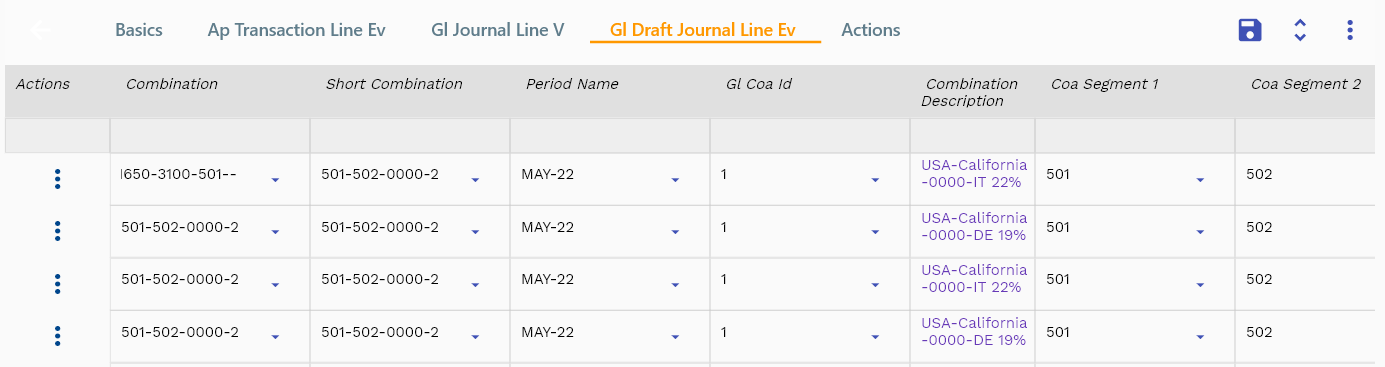 Basics Ap Transaction Line Ev Gl Journal Line V Gl Draft Journal Line Ev Actions
Actions Combination Short Combination Period Name Gl Coa Id Combination Coa Segment 1 Coa Segment 2
Description
650-3100-501-- 501-502-0000-2 MAY-22 1 USA-California 501 502
-0000-IT 22%
501-502-0000-2 501-502-0000-2 MAY-22 1 USA-California 501 502
-0000-DE 19%
501-502-0000-2 501-502-0000-2 MAY-22 1 USA-California 501 502
-0000-IT 22%
501-502-0000-2 501-502-0000-2 MAY-22 1 USA-California 501 502
-0000-DE 19%